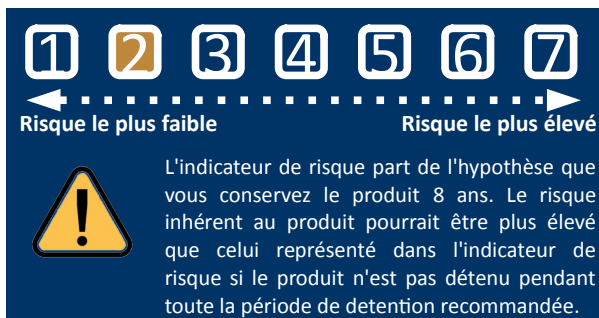 1 2 3 4 5 6 7
Risque le plus faible Risque le plus élevé
L'indicateur de risque part de l'hypothèse que
vous conservez le produit 8 ans. Le risque
inhérent au produit pourrait être plus élevé
que celui représenté dans l'indicateur de
risque si le produit n'est pas détenu pendant
toute la période de detention recommandée.